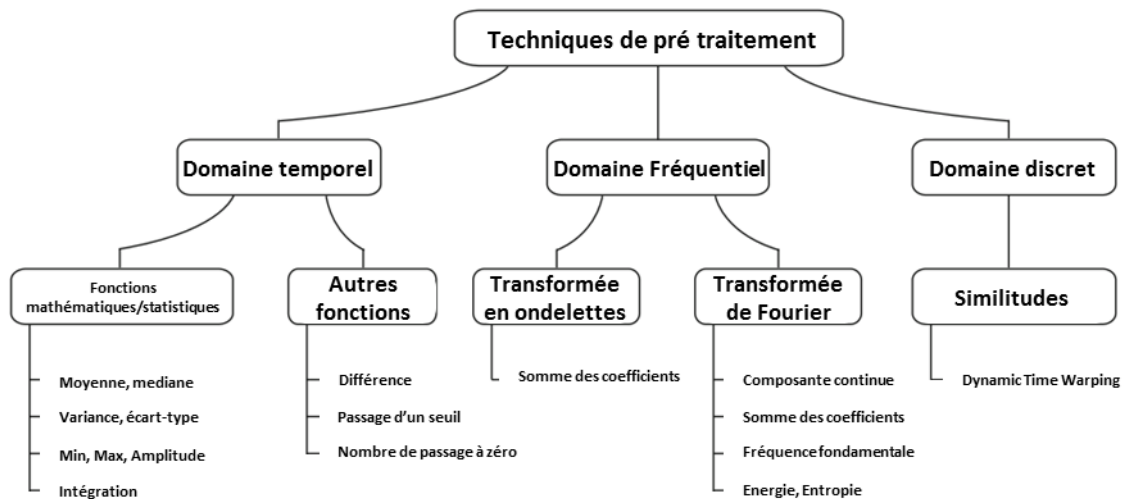 Techniques de pré traitement
Domaine temporel
Domaine Fréquentiel
Domaine discret
Fonctions
mathématiques/statistiques
Autres
fonctions
Transformée
en ondelettes
Transformée
de Fourier
Similitudes
Moyenne, mediane
Variance, écart-type
Min, Max, Amplitude
Intégration
Différence
Passage d'un seuil
Nombre de passage à zéro
Somme des coefficients
Composante continue
Somme des coefficients
Fréquence fondamentale
Energie, Entropie
Dynamic Time Warping